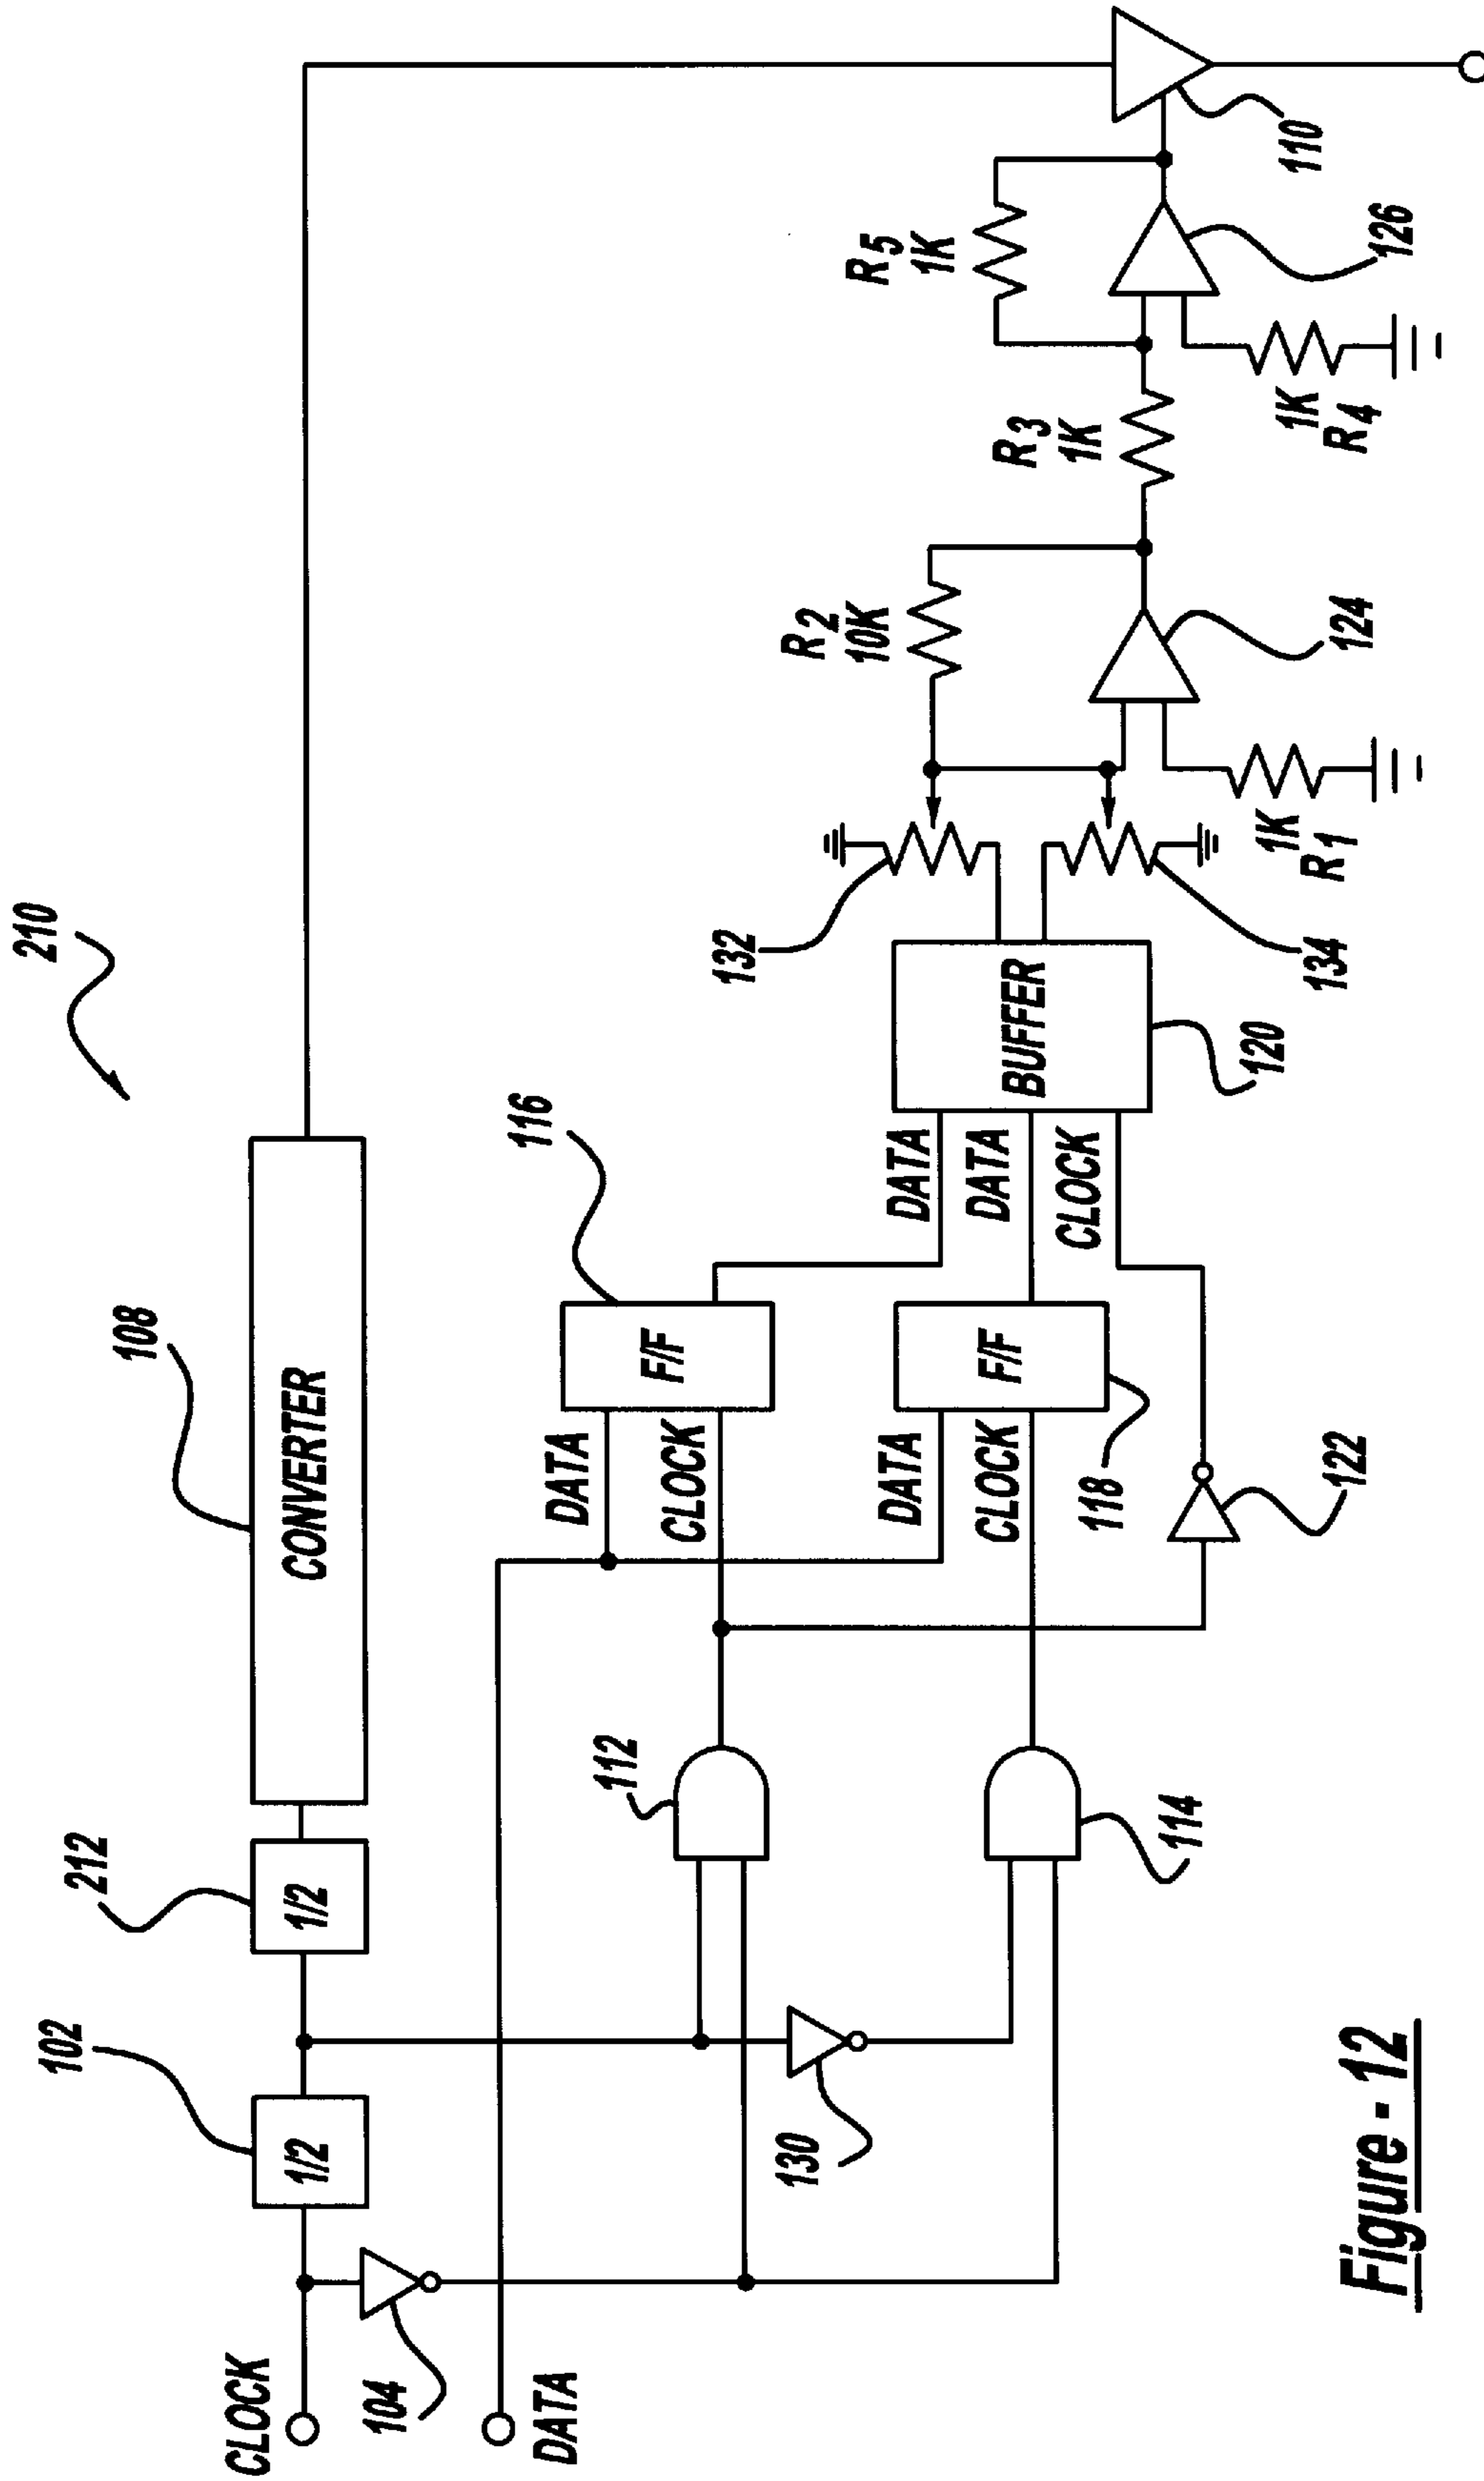 210
108
CONVERTER
212
1/2
102
1/2
CLOCK
104
DATA
130
112
114
DATA
CLOCK
116
F/F
DATA
CLOCK
F/F
118
122
DATA
DATA
CLOCK
BUFFER
120
132
134
R2
10K
1K
R1
124
R3
1K
R5
1K
1K
R4
126
110
Figure - 12